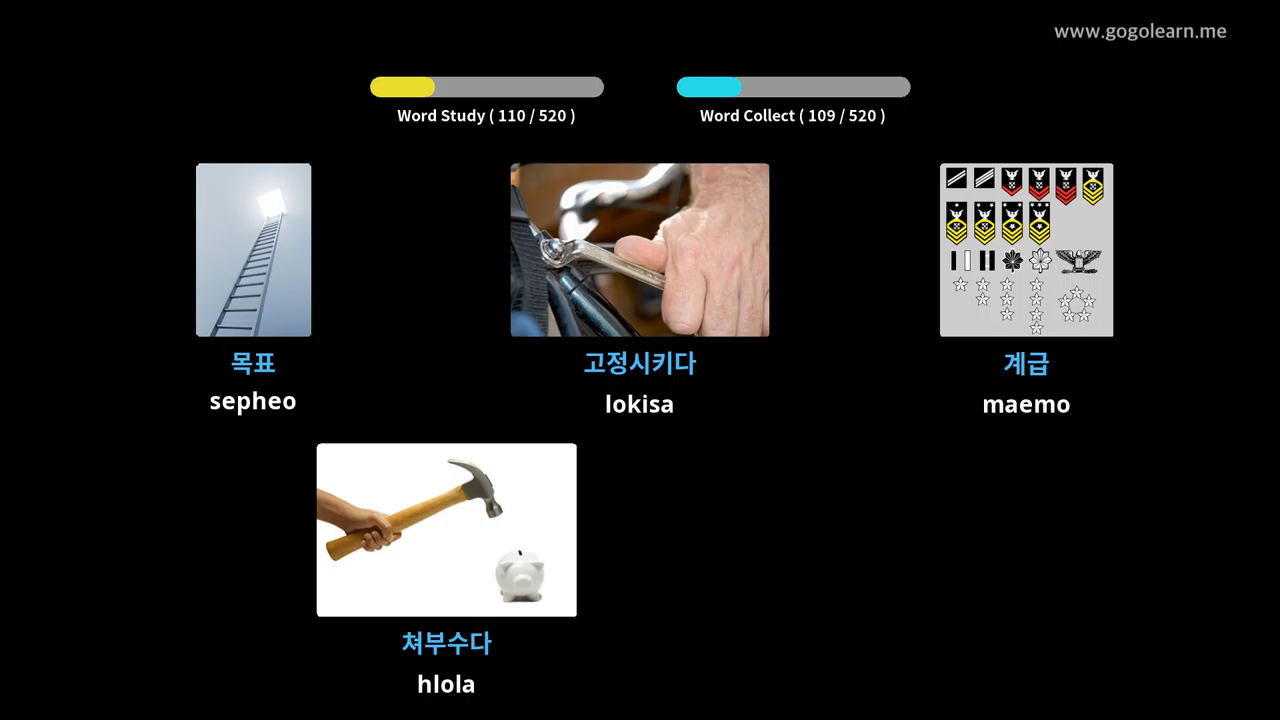 www.gogolearn.me
Word Study ( 110 / 520 )
Word Collect ( 109 / 520 )
목표
sepheo
고정시키다
lokisa
계급
maemo
쳐부수다
hlola